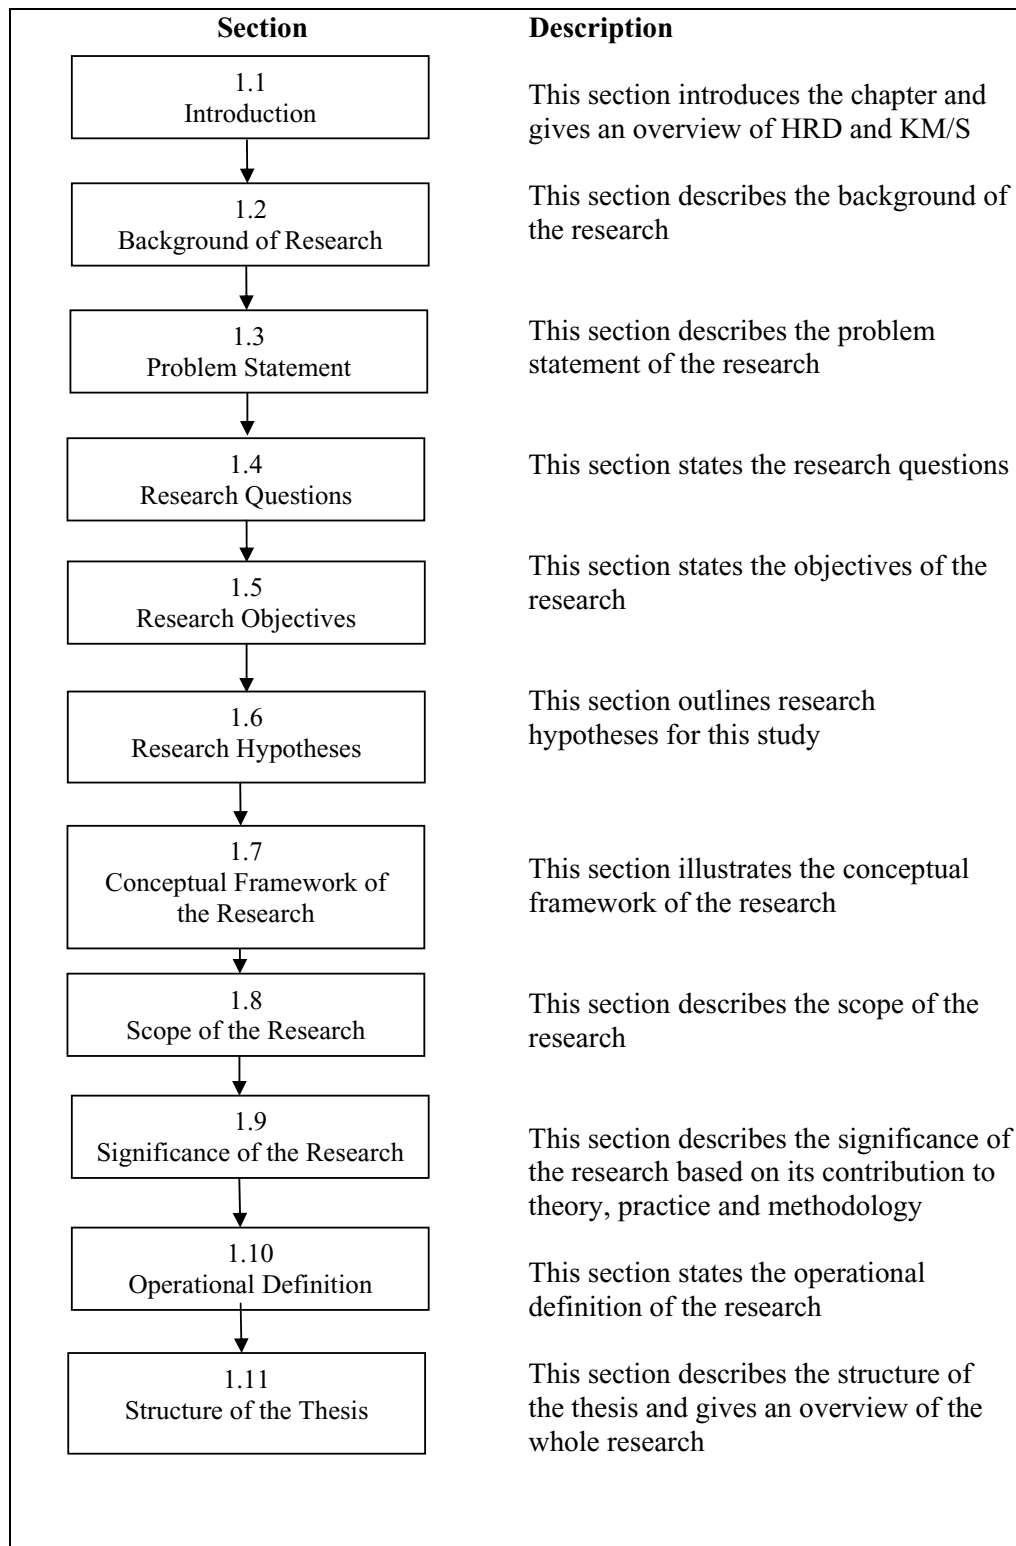 Section Description
1.1
Introduction
This section introduces the chapter and
gives an overview of HRD and KM/S
1.2
Background of Research
This section describes the background of
the research
1.3
Problem Statement
This section describes the problem
statement of the research
1.4
Research Questions
This section states the research questions
1.5
Research Objectives
This section states the objectives of the
research
1.6
Research Hypotheses
This section outlines research
hypotheses for this study
1.7
Conceptual Framework of
the Research
This section illustrates the conceptual
framework of the research
1.8
Scope of the Research
This section describes the scope of the
research
1.9
Significance of the Research
This section describes the significance of
the research based on its contribution to
theory, practice and methodology
1.10
Operational Definition
This section states the operational
definition of the research
1.11
Structure of the Thesis
This section describes the structure of
the thesis and gives an overview of the
whole research